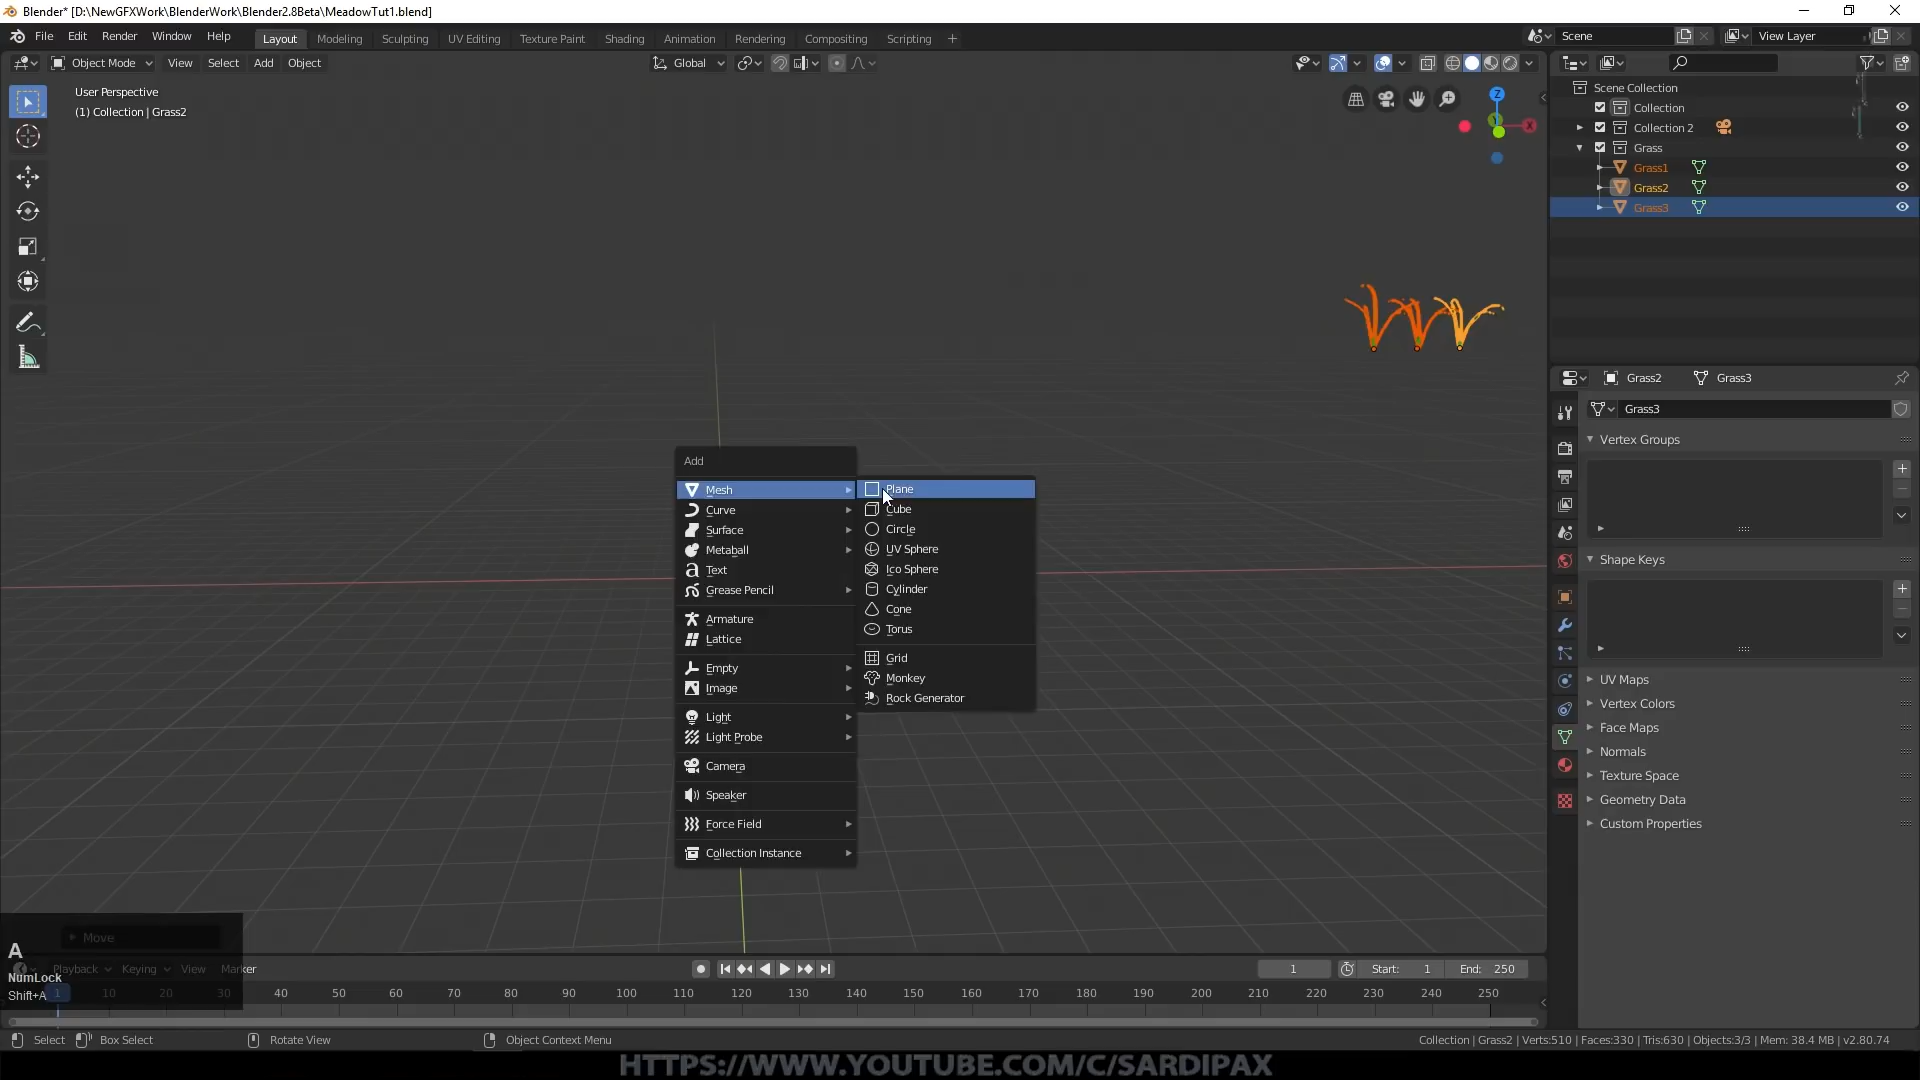 Blender* [D:\NewGFXWork\BlenderWork\Blender2.8Beta\MeadowTut1.blend]
File Edit Render Window Help Layout Modeling Sculpting UV Editing Texture Paint Shading Animation Rendering Compositing Scripting + Scene View Layer
Object Mode View Select Add Object Global
User Perspective
(1) Collection | Grass2
Z
X
Scene Collection
Collection
Collection 2
Grass
Grass1
Grass2
Grass3
Grass2 Grass3
Grass3
Vertex Groups
Shape Keys
UV Maps
Vertex Colors
Face Maps
Normals
Texture Space
Geometry Data
Custom Properties
Add
Mesh
Curve
Surface
Metaball
Text
Grease Pencil
Armature
Lattice
Empty
Image
Light
Light Probe
Camera
Speaker
Force Field
Collection Instance
Plane
Cube
Circle
UV Sphere
Ico Sphere
Cylinder
Cone
Torus
Grid
Monkey
Rock Generator
Move
A
NumLock
Shift+A
Playback Keying View Marker 1 Start: 1 End: 250
1 10 20 30 40 50 60 70 80 90 100 110 120 130 140 150 160 170 180 190 200 210 220 230 240 250
Select Box Select Rotate View Object Context Menu Collection | Grass2 | Verts:510 | Faces:330 | Tris:630 | Objects:3/3 | Mem: 38.4 MB | v2.80.74
HTTPS://WWW.YOUTUBE.COM/C/SARDIPAX